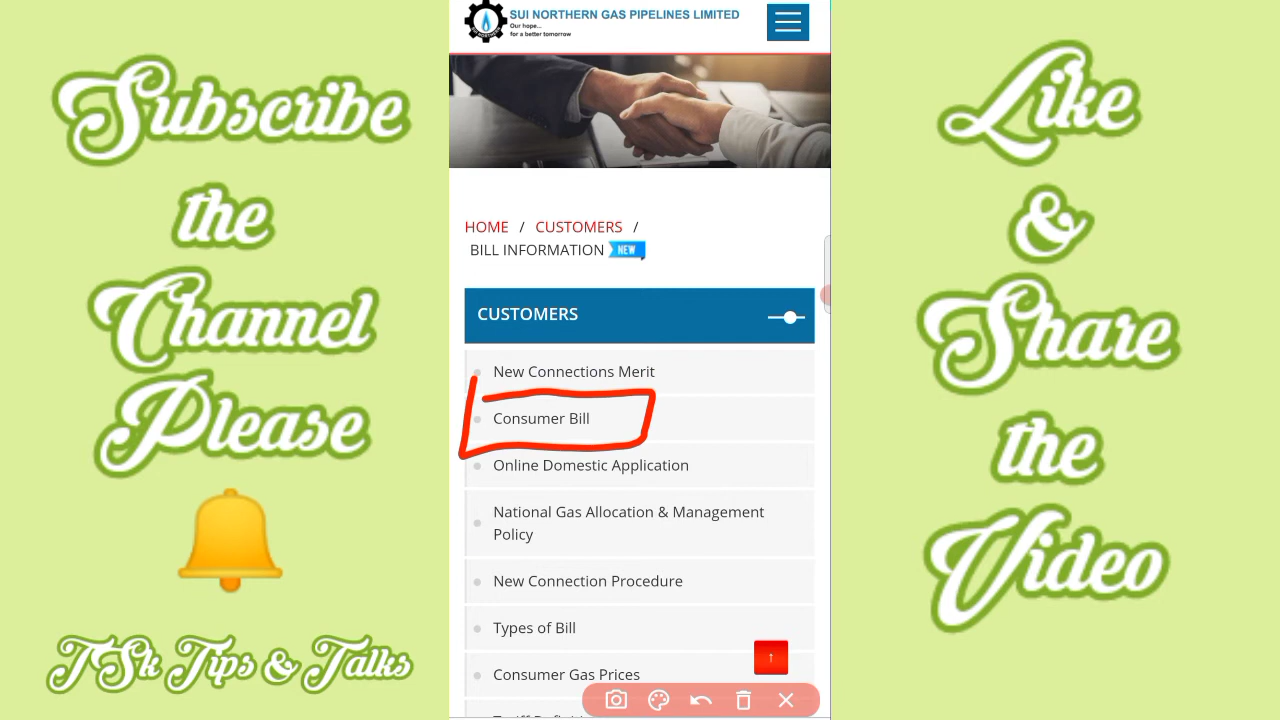 Subscribe
the
Channel
Please
TSk Tips & Talks
SUI NORTHERN GAS PIPELINES LIMITED
Our hope...
for a better tomorrow
HOME / CUSTOMERS /
BILL INFORMATION NEW
CUSTOMERS
New Connections Merit
Consumer Bill
Online Domestic Application
National Gas Allocation & Management
Policy
New Connection Procedure
Types of Bill
Consumer Gas Prices
Like
&
Share
the
Video